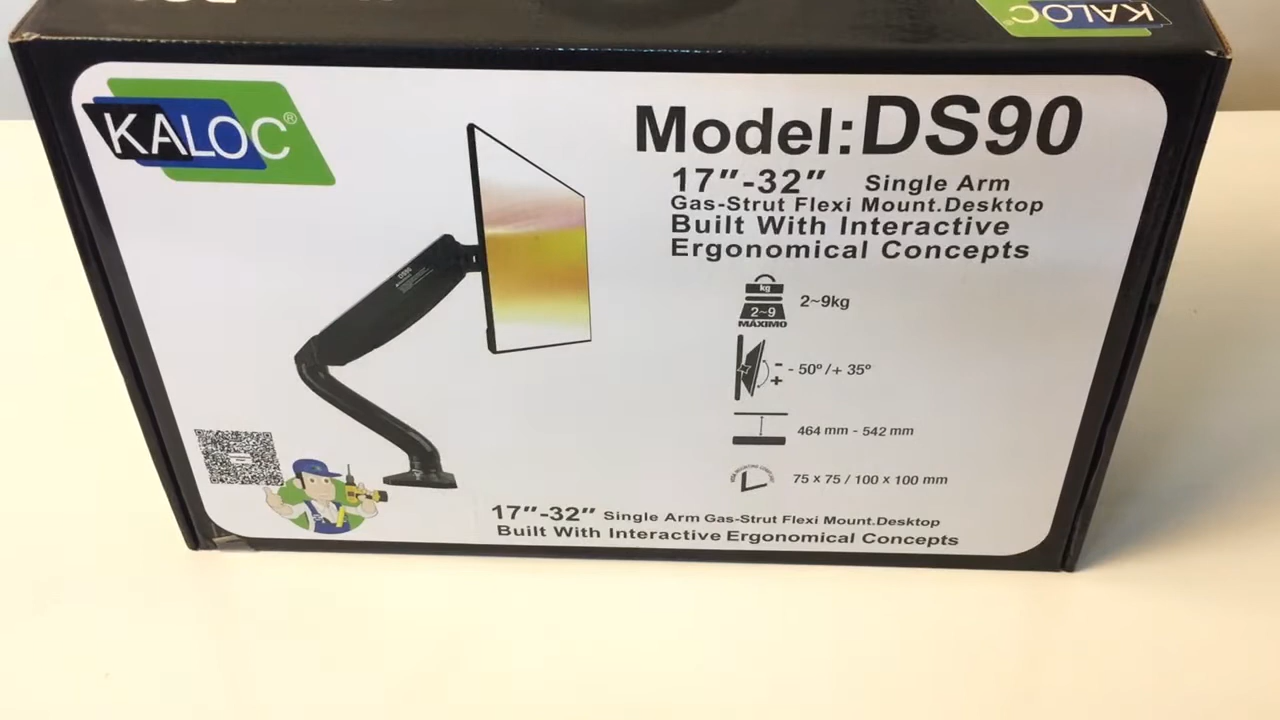 KALOC
KALOC®
Model:DS90
17"-32" Single Arm
Gas-Strut Flexi Mount.Desktop
Built With Interactive
Ergonomical Concepts
kg
2~9
MÁXIMO
2~9kg
- 50º/+ 35º
464 mm - 542 mm
75 x 75 / 100 x 100 mm
17"-32" Single Arm Gas-Strut Flexi Mount.Desktop
Built With Interactive Ergonomical Concepts